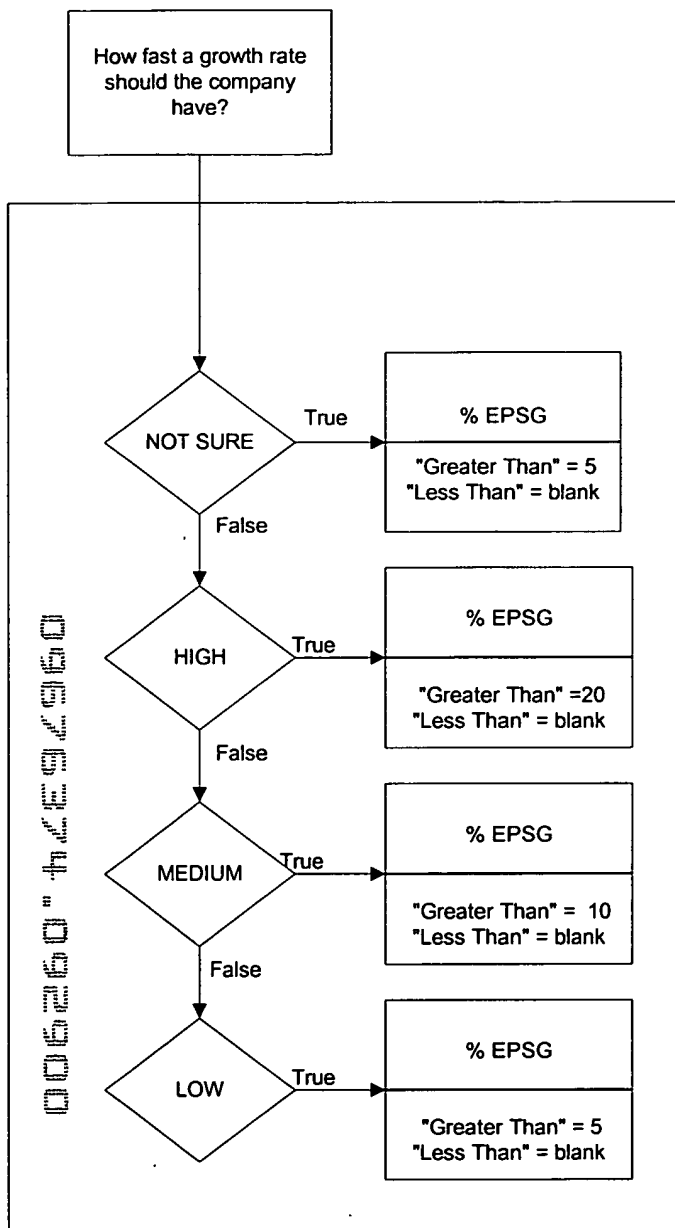 How fast a growth rate
should the company
have?
NOT SURE
True
% EPSG
"Greater Than" = 5
"Less Than" = blank
False
HIGH
True
% EPSG
"Greater Than" =20
"Less Than" = blank
False
MEDIUM
True
% EPSG
"Greater Than" = 10
"Less Than" = blank
False
LOW
True
% EPSG
"Greater Than" = 5
"Less Than" = blank